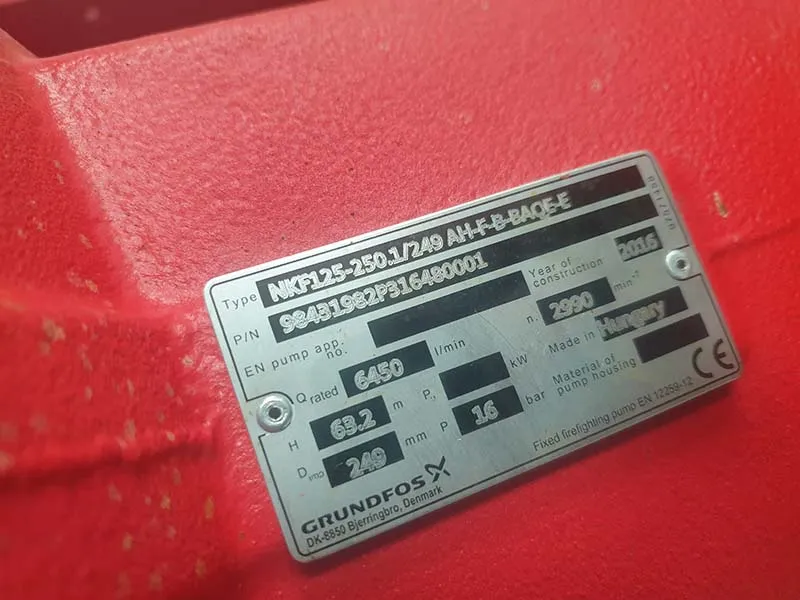 Type NKF125-250.1/249 AH-F-B-BAQE-E
P/N 98431982P316480001
EN pump app. no. Year of construction 2016
Q rated 6450 l/min n. 2990 min⁻¹
H 63.2 m P₂ kW Made in Hungary
D imp 249 mm P 16 bar Material of pump housing
GRUNDFOS Fixed firefighting pump EN 12259-12 CE
DK-8850 Bjerringbro, Denmark